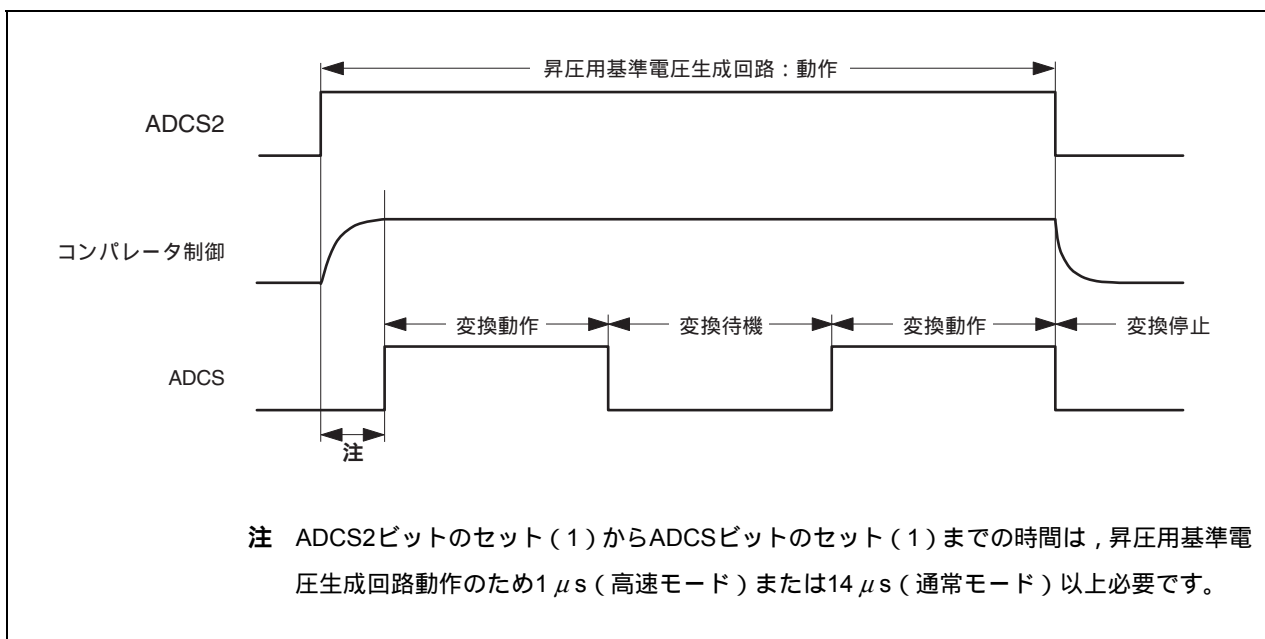 昇圧用基準電圧生成回路：動作
ADCS2
コンパレータ制御
変換動作
変換待機
変換動作
変換停止
ADCS
注
注 ADCS2ビットのセット（1）からADCSビットのセット（1）までの時間は，昇圧用基準電
圧生成回路動作のため1 μs（高速モード）または14 μs（通常モード）以上必要です。